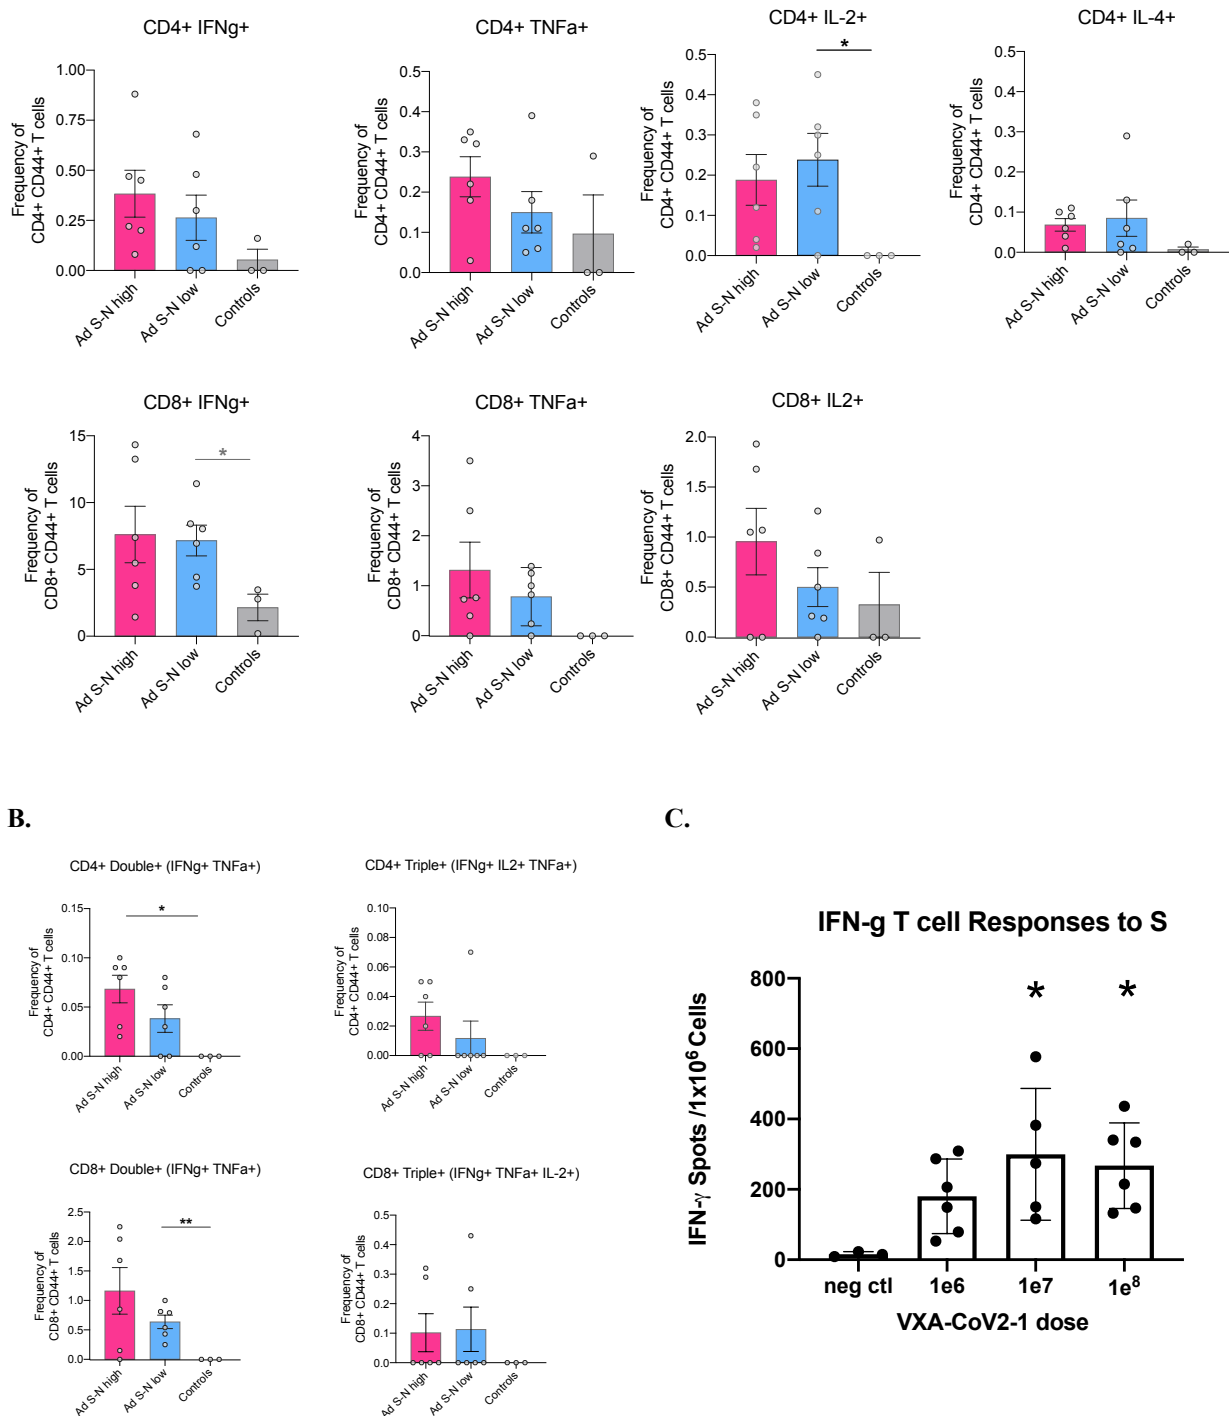 CD4+ IFNg+
Frequency of
CD4+ CD44+ T cells
1.00
0.75
0.50
0.25
0.00
Ad S-N high
Ad S-N low
Controls
CD4+ TNFa+
Frequency of
CD4+ CD44+ T cells
0.5
0.4
0.3
0.2
0.1
0.0
Ad S-N high
Ad S-N low
Controls
CD4+ IL-2+
Frequency of
CD4+ CD44+ T cells
0.5
0.4
0.3
0.2
0.1
0.0
*
Ad S-N high
Ad S-N low
Controls
CD4+ IL-4+
Frequency of
CD4+ CD44+ T cells
0.5
0.4
0.3
0.2
0.1
0.0
Ad S-N high
Ad S-N low
Controls
CD8+ IFNg+
Frequency of
CD8+ CD44+ T cells
15
10
5
0
*
Ad S-N high
Ad S-N low
Controls
CD8+ TNFa+
Frequency of
CD8+ CD44+ T cells
4
3
2
1
0
Ad S-N high
Ad S-N low
Controls
CD8+ IL2+
Frequency of
CD8+ CD44+ T cells
2.0
1.5
1.0
0.5
0.0
Ad S-N high
Ad S-N low
Controls
B.
CD4+ Double+ (IFNg+ TNFa+)
Frequency of
CD4+ CD44+ T cells
0.15
0.10
0.05
0.00
*
Ad S-N high
Ad S-N low
Controls
CD4+ Triple+ (IFNg+ IL2+ TNFa+)
Frequency of
CD4+ CD44+ T cells
0.10
0.08
0.06
0.04
0.02
0.00
Ad S-N high
Ad S-N low
Controls
CD8+ Double+ (IFNg+ TNFa+)
Frequency of
CD8+ CD44+ T cells
2.5
2.0
1.5
1.0
0.5
0.0
**
Ad S-N high
Ad S-N low
Controls
CD8+ Triple+ (IFNg+ TNFa+ IL-2+)
Frequency of
CD8+ CD44+ T cells
0.5
0.4
0.3
0.2
0.1
0.0
Ad S-N high
Ad S-N low
Controls
C.
IFN-g T cell Responses to S
IFN-γ Spots /1x10⁶ Cells
800
600
400
200
0
* *
neg ctl 1e6 1e7 1e⁸
VXA-CoV2-1 dose